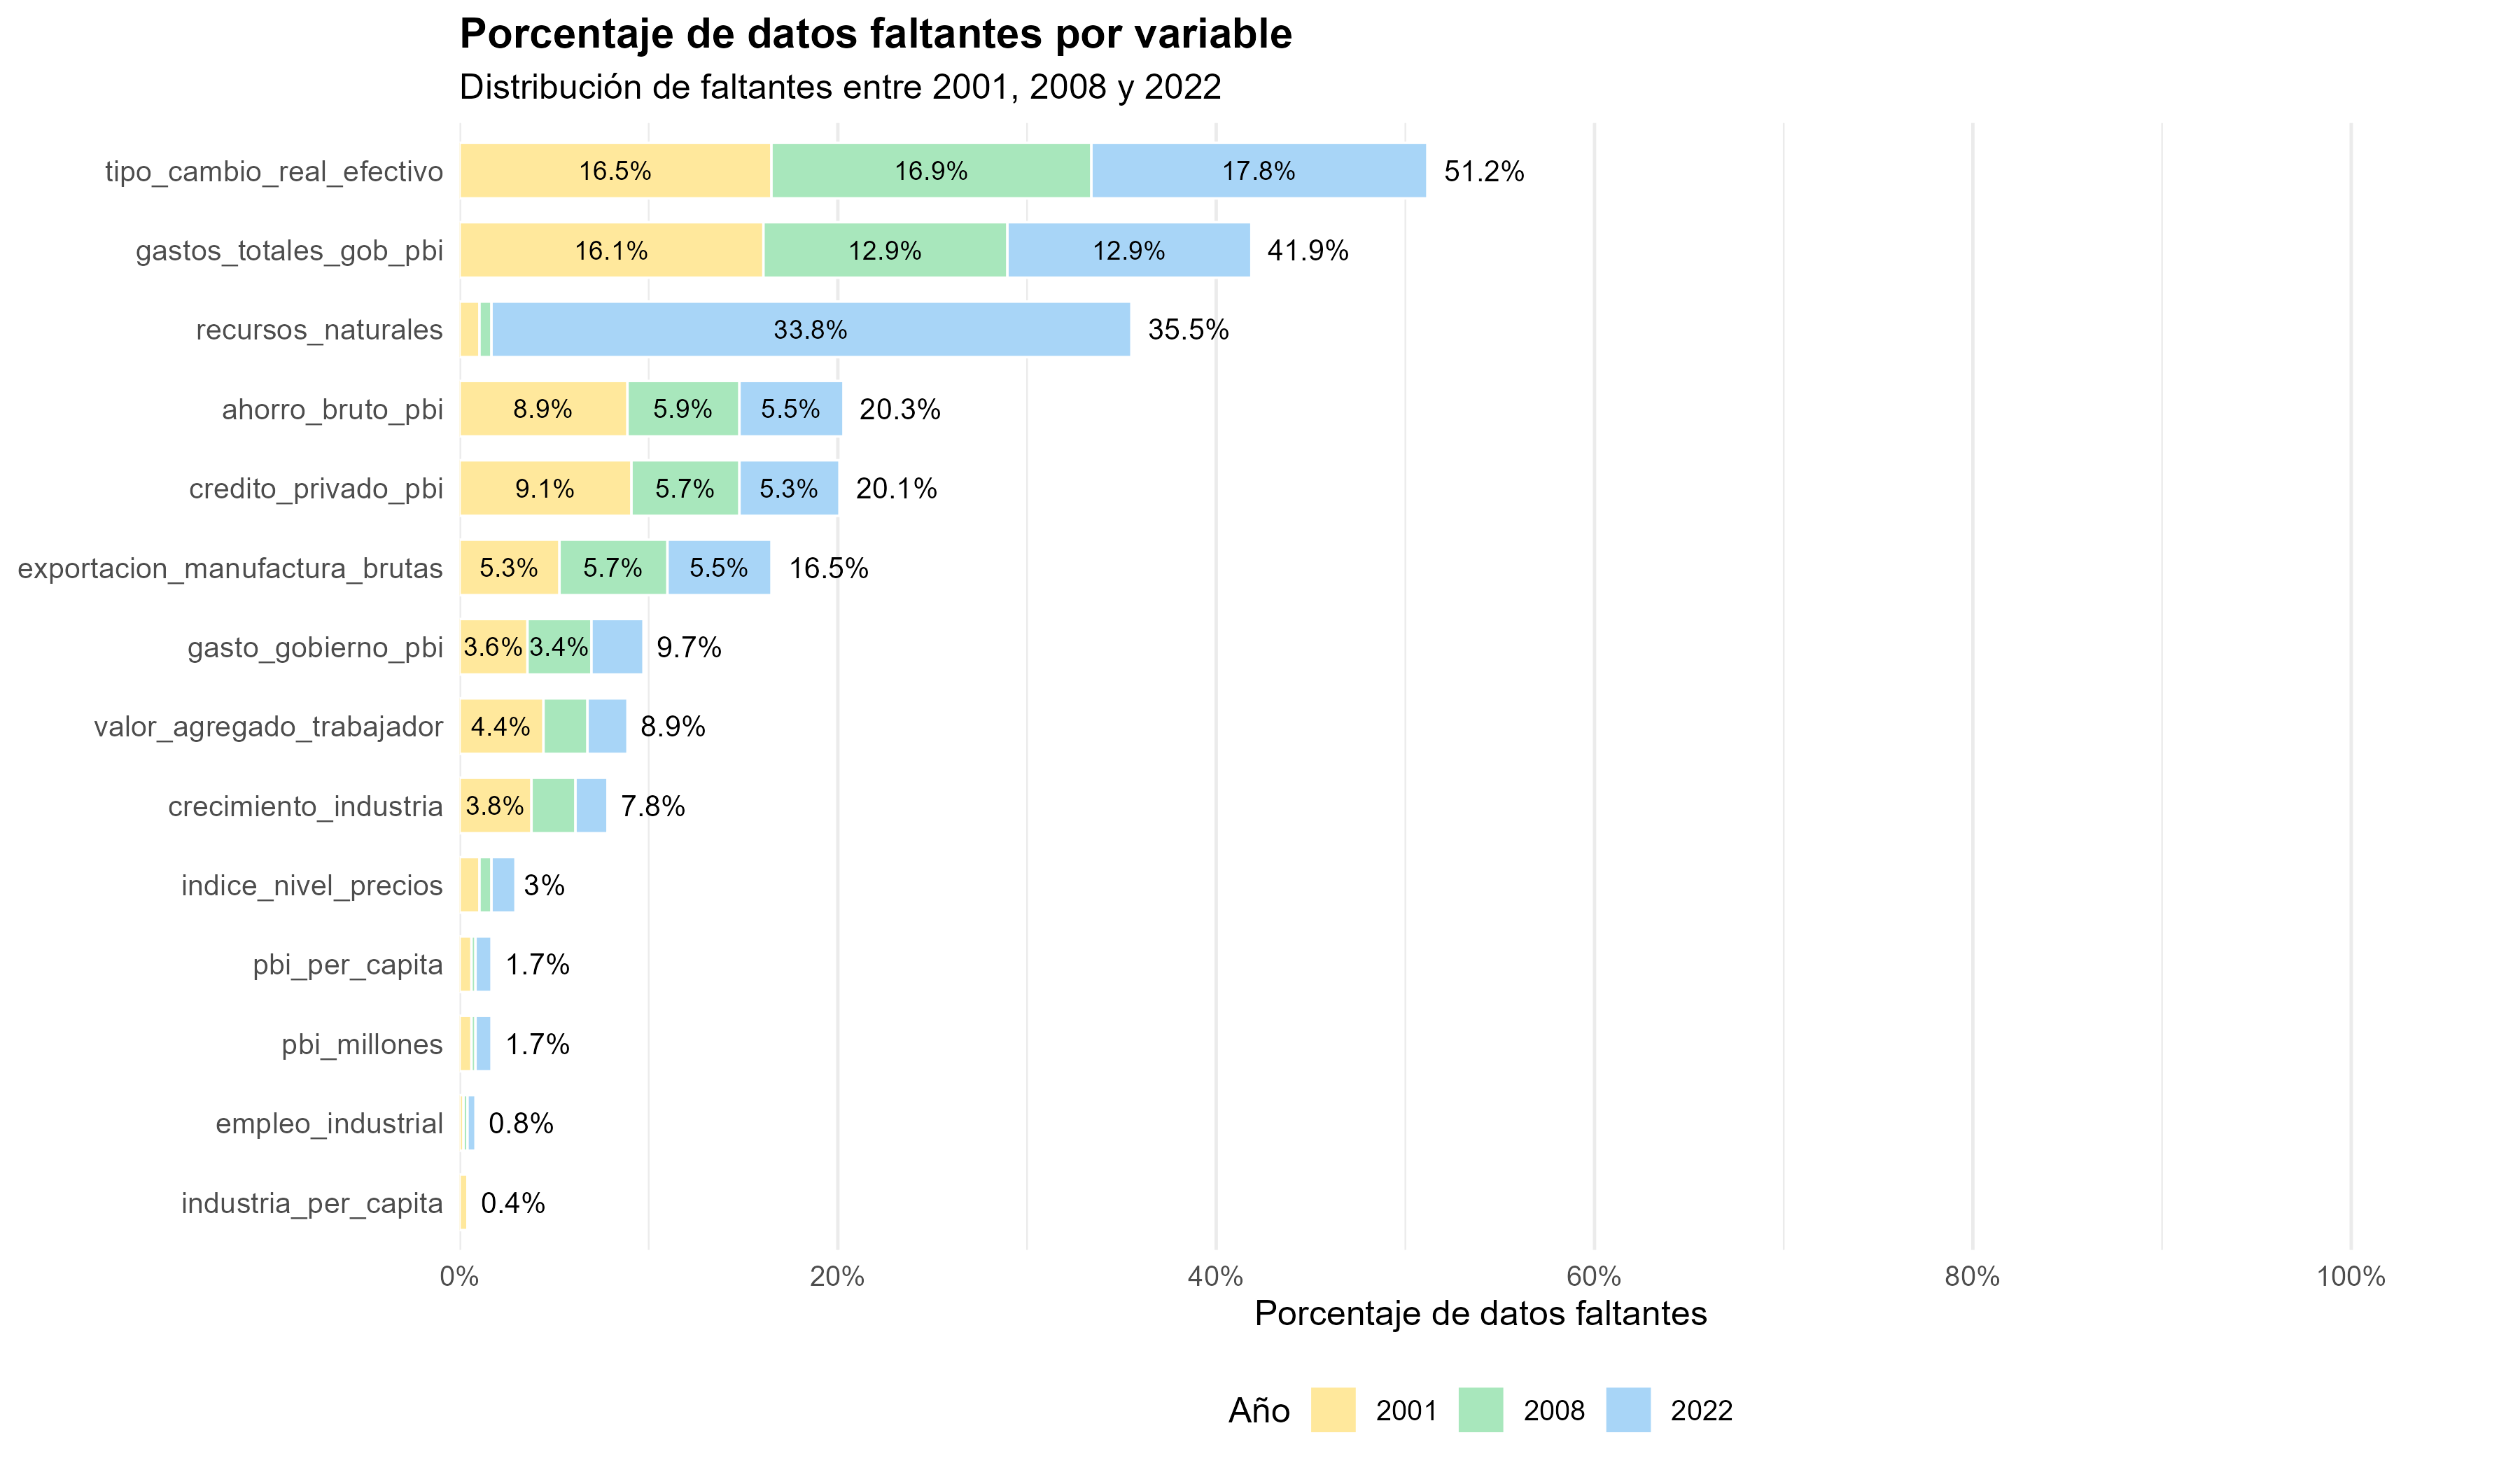 Porcentaje de datos faltantes por variable
Distribución de faltantes entre 2001, 2008 y 2022
tipo_cambio_real_efectivo 16.5% 16.9% 17.8% 51.2%
gastos_totales_gob_pbi 16.1% 12.9% 12.9% 41.9%
recursos_naturales 33.8% 35.5%
ahorro_bruto_pbi 8.9% 5.9% 5.5% 20.3%
credito_privado_pbi 9.1% 5.7% 5.3% 20.1%
exportacion_manufactura_brutas 5.3% 5.7% 5.5% 16.5%
gasto_gobierno_pbi 3.6% 3.4% 9.7%
valor_agregado_trabajador 4.4% 8.9%
crecimiento_industria 3.8% 7.8%
indice_nivel_precios 3%
pbi_per_capita 1.7%
pbi_millones 1.7%
empleo_industrial 0.8%
industria_per_capita 0.4%
0% 20% 40% 60% 80% 100%
Porcentaje de datos faltantes
Año 2001 2008 2022